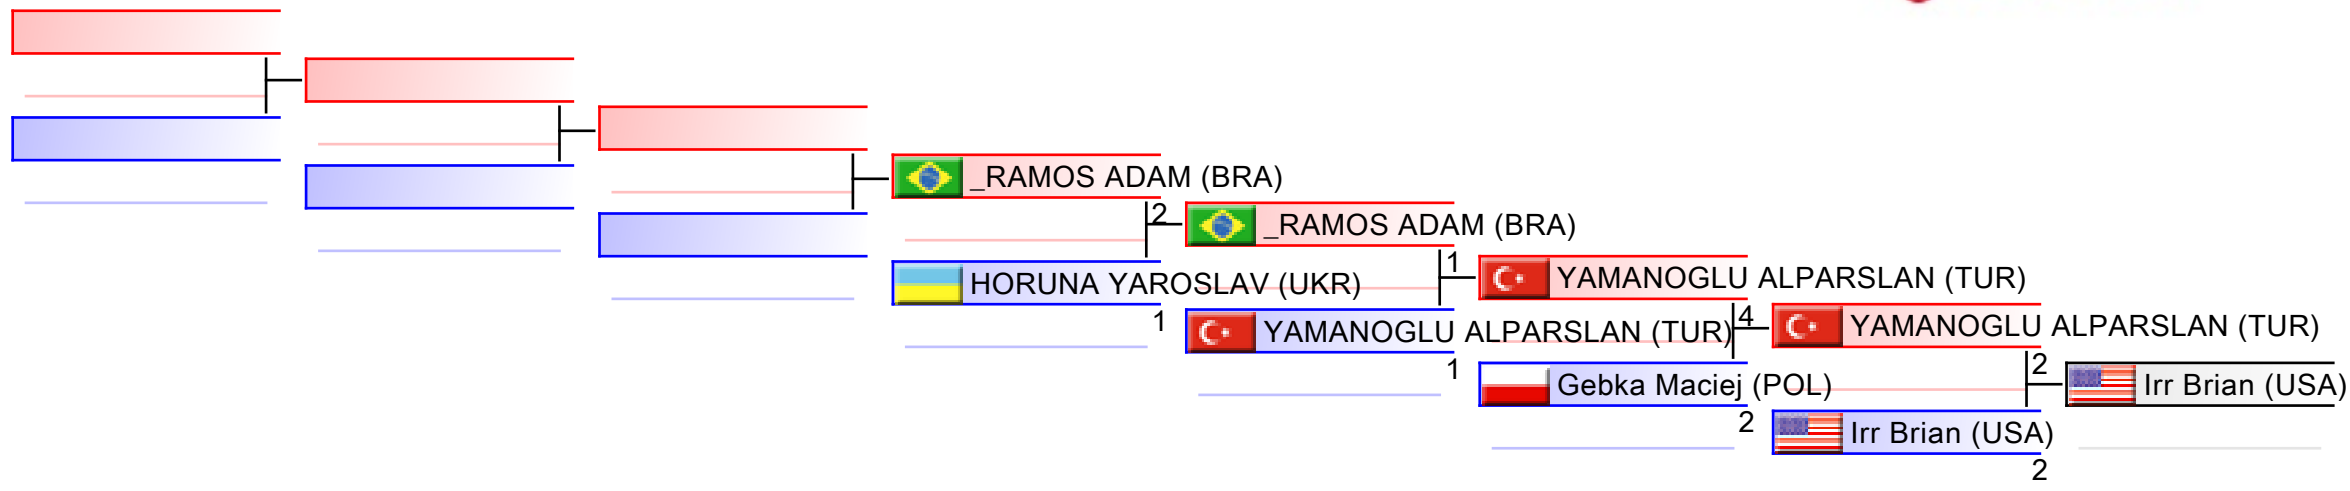 _RAMOS ADAM (BRA)
2
_RAMOS ADAM (BRA)
HORUNA YAROSLAV (UKR)
1
1
YAMANOGLU ALPARSLAN (TUR)
YAMANOGLU ALPARSLAN (TUR)
1
4
YAMANOGLU ALPARSLAN (TUR)
Gebka Maciej (POL)
2
2
Irr Brian (USA)
Irr Brian (USA)
2